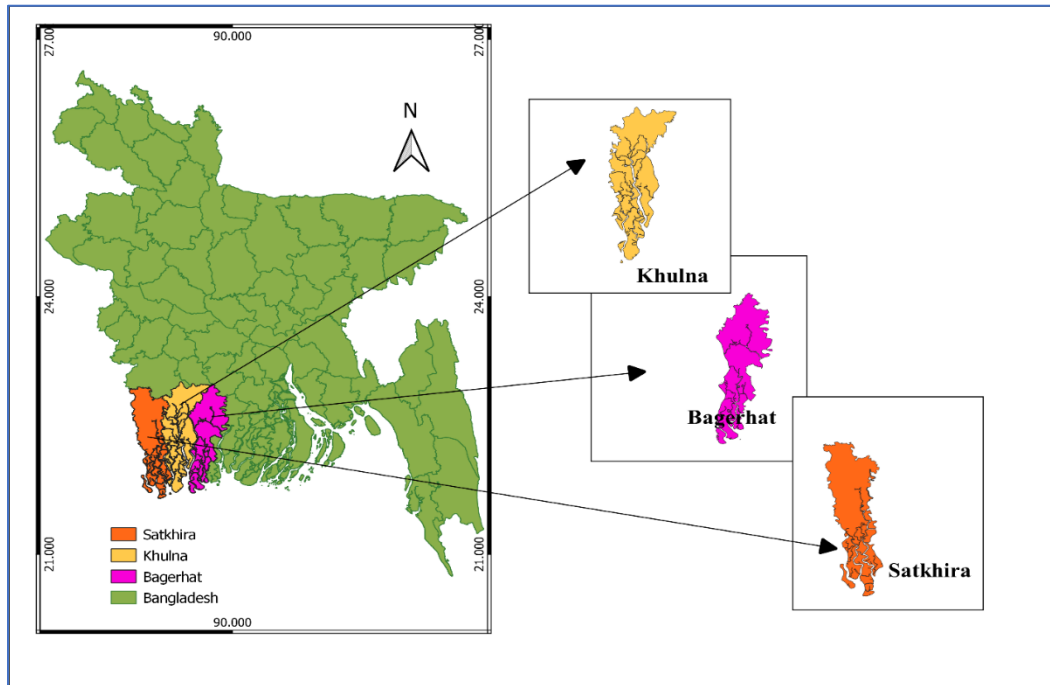 90.000
27.000
27.000
N
24.000
24.000
21.000
21.000
Satkhira
Khulna
Bagerhat
Bangladesh
90.000
Khulna
Bagerhat
Satkhira